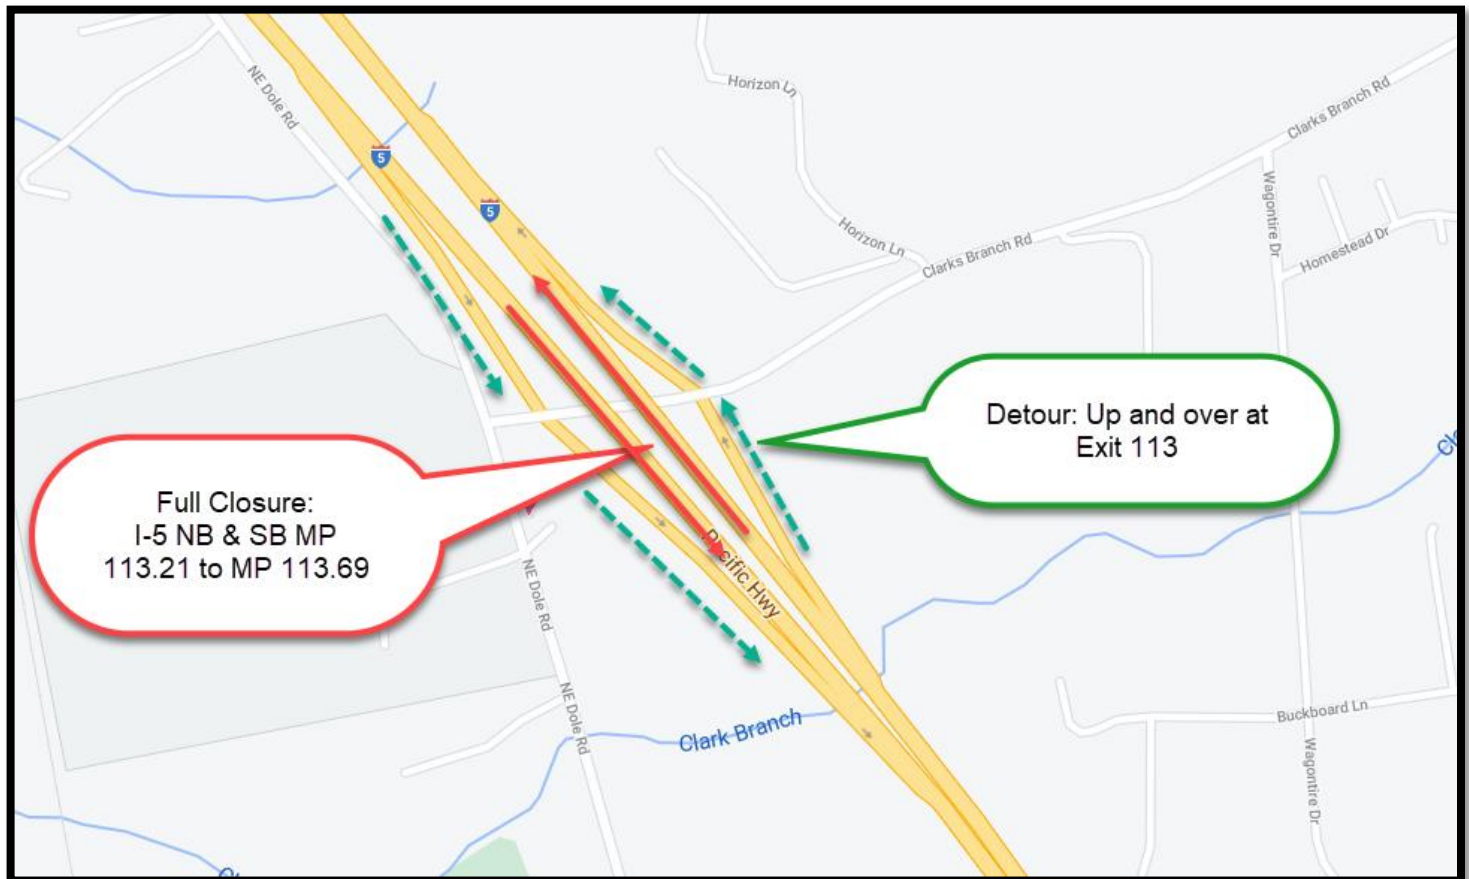 NE Dole Rd
Horizon Ln
Clarks Branch Rd
5
5
Wagontire Dr
Horizon Ln
Clarks Branch Rd
Homestead Dr
Detour: Up and over at
Exit 113
Full Closure:
I-5 NB & SB MP
113.21 to MP 113.69
Pacific Hwy
NE Dole Rd
NE Dole Rd
Clark Branch
Buckboard Ln
Wagontire Dr